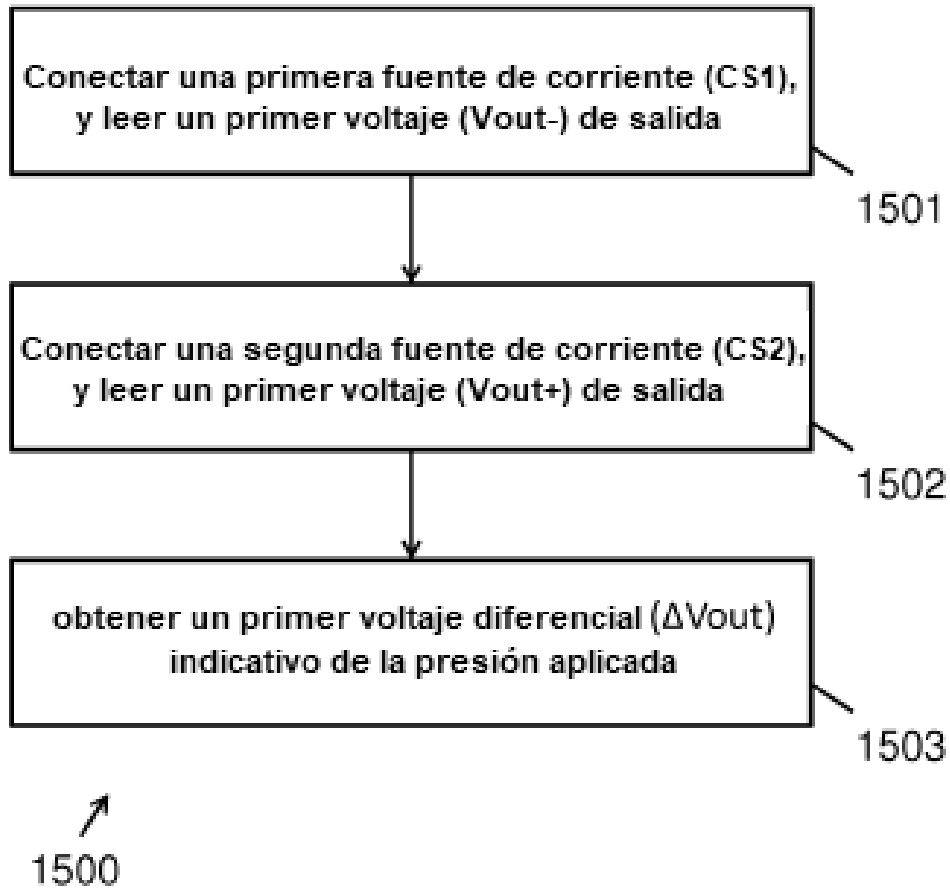 Conectar una primera fuente de corriente (CS1),
y leer un primer voltaje (Vout-) de salida
1501
Conectar una segunda fuente de corriente (CS2),
y leer un primer voltaje (Vout+) de salida
1502
obtener un primer voltaje diferencial (ΔVout)
indicativo de la presión aplicada
1503
1500